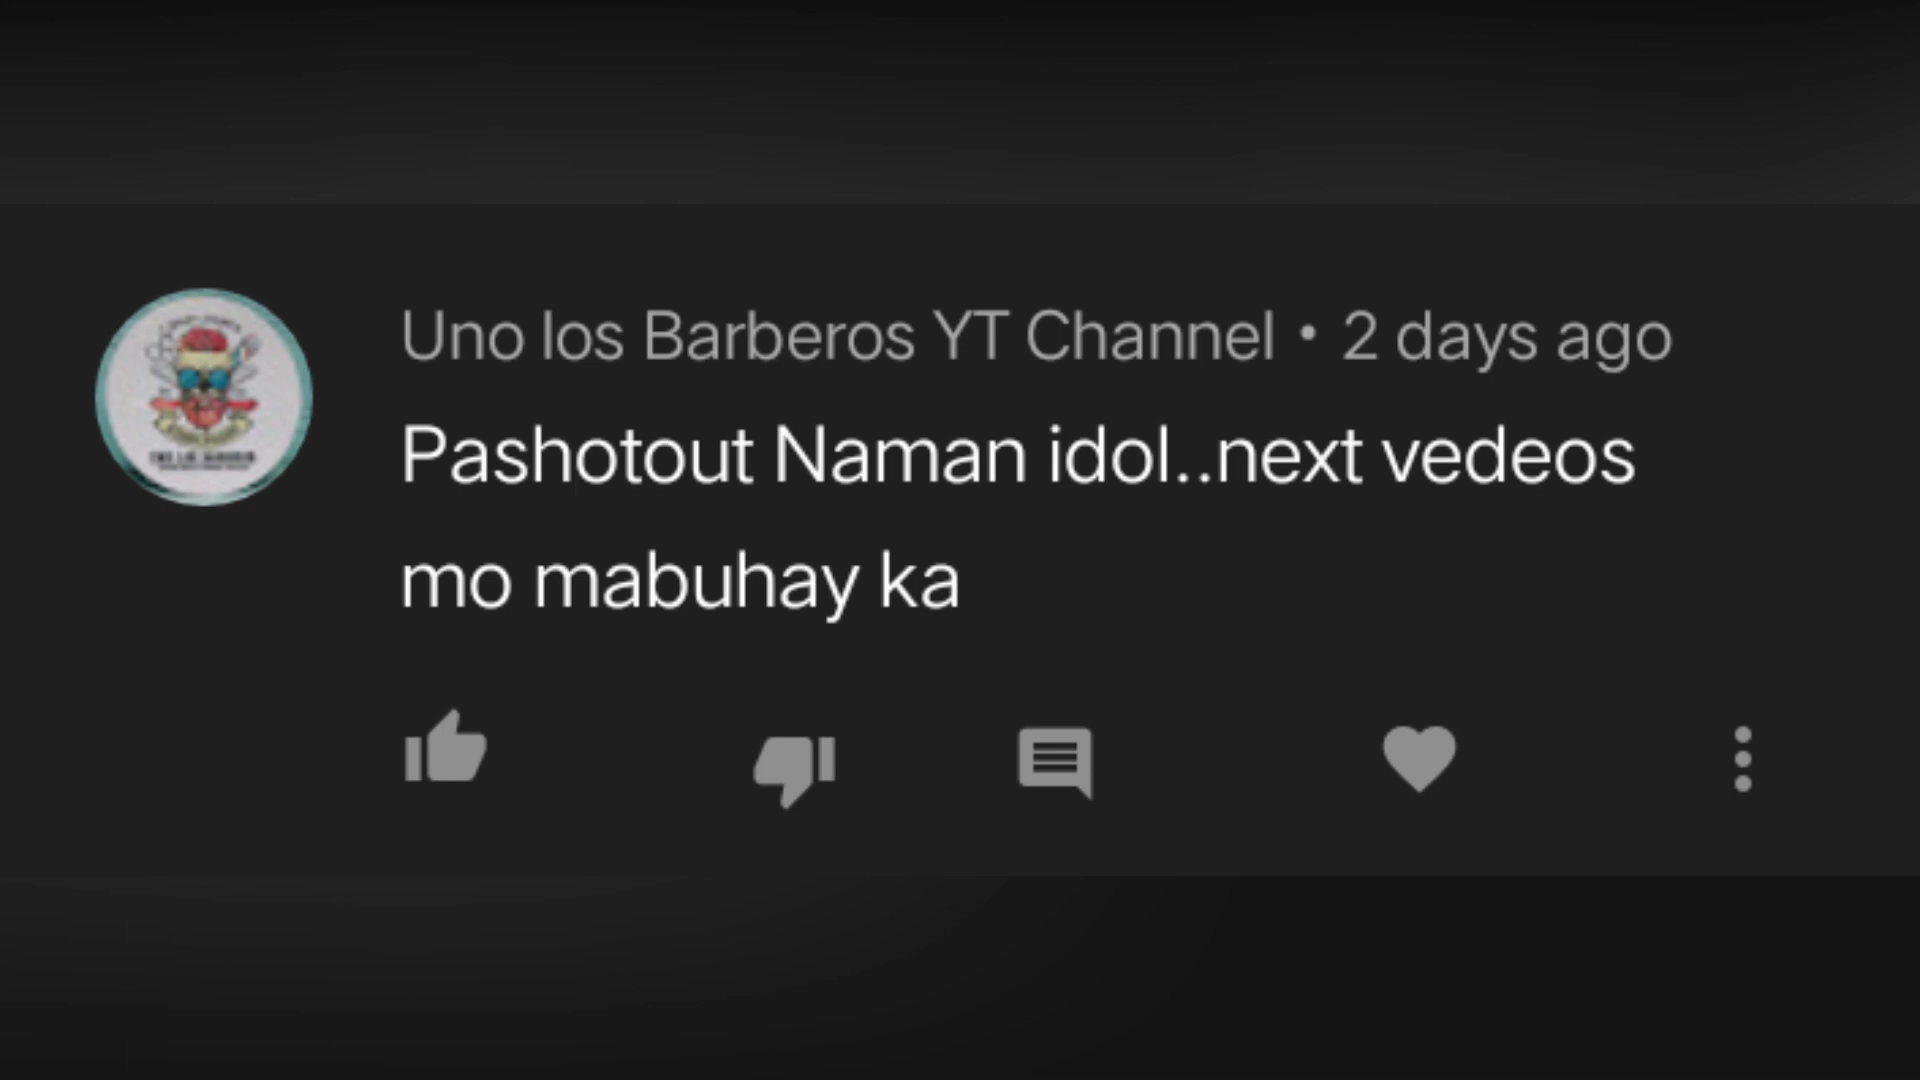 Uno los Barberos YT Channel • 2 days ago
Pashotout Naman idol..next vedeos
mo mabuhay ka